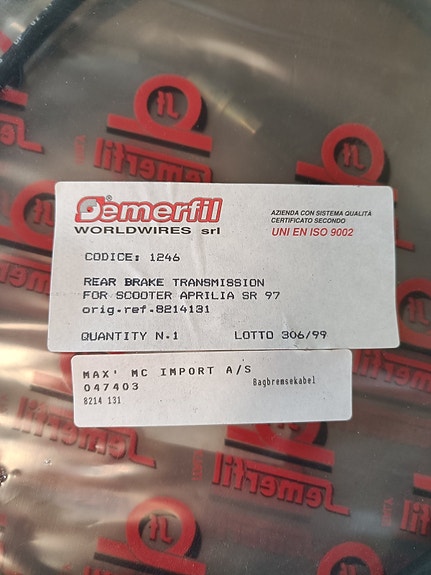 Jemerfil
WORLDWIRES srl
AZIENDA CON SISTEMA QUALITÀ
CERTIFICATO SECONDO
UNI EN ISO 9002
CODICE: 1246
REAR BRAKE TRANSMISSION
FOR SCOOTER APRILIA SR 97
orig.ref.8214131
QUANTITY N.1 LOTTO 306/99
MAX' MC IMPORT A/S
047403 Bagbremsekabel
8214 131